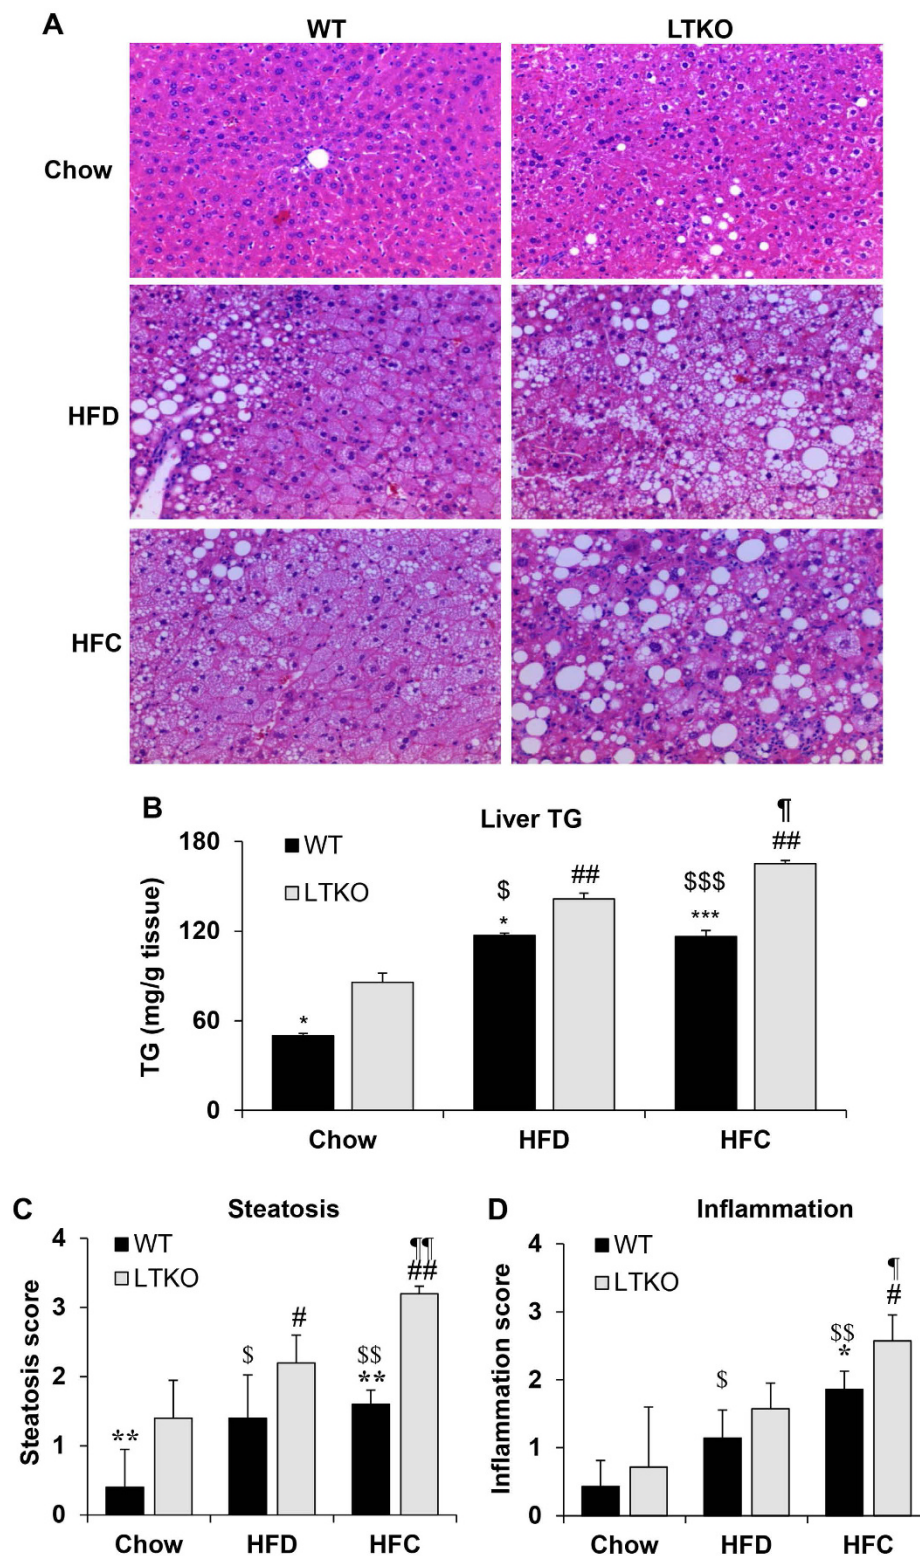 A
WT LTKO
Chow
HFD
HFC
B
Liver TG
TG (mg/g tissue)
180
120
60
0
WT
LTKO
*
$
*
##
$$$
***
¶
##
Chow HFD HFC
C
Steatosis
Steatosis score
4
3
2
1
0
WT
LTKO
**
$
#
$$
**
¶¶
##
Chow HFD HFC
D
Inflammation
Inflammation score
4
3
2
1
0
WT
LTKO
$
$$
*
¶
#
Chow HFD HFC